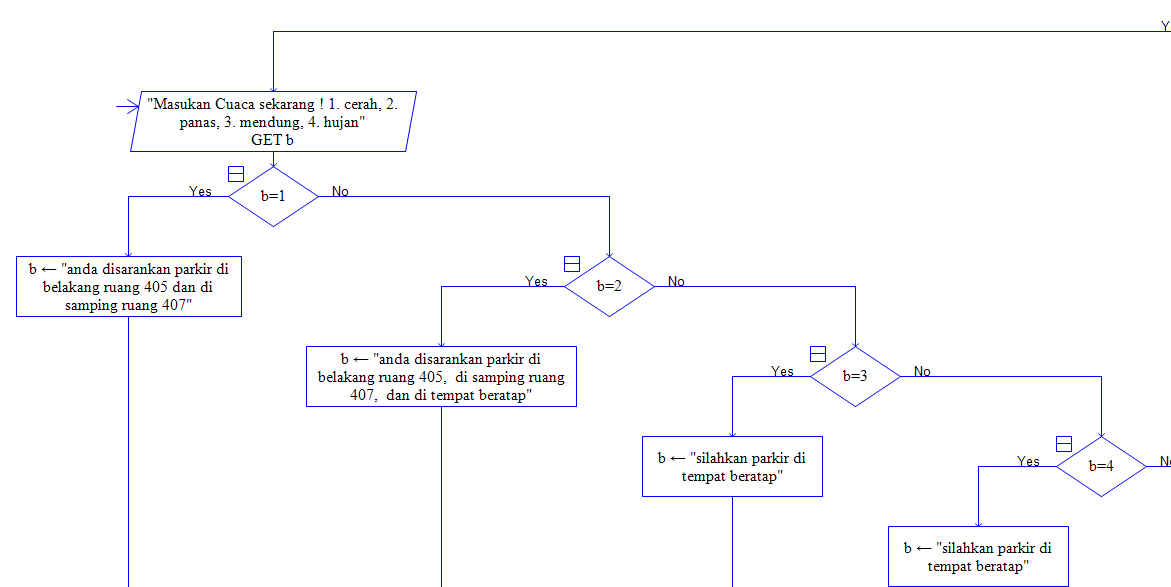 Y
"Masukan Cuaca sekarang ! 1. cerah, 2.
panas, 3. mendung, 4. hujan"
GET b
Yes
b=1
No
b ← "anda disarankan parkir di
belakang ruang 405 dan di
samping ruang 407"
Yes
b=2
No
b ← "anda disarankan parkir di
belakang ruang 405,  di samping ruang
407,  dan di tempat beratap"
Yes
b=3
No
b ← "silahkan parkir di
tempat beratap"
Yes
b=4
No
b ← "silahkan parkir di
tempat beratap"